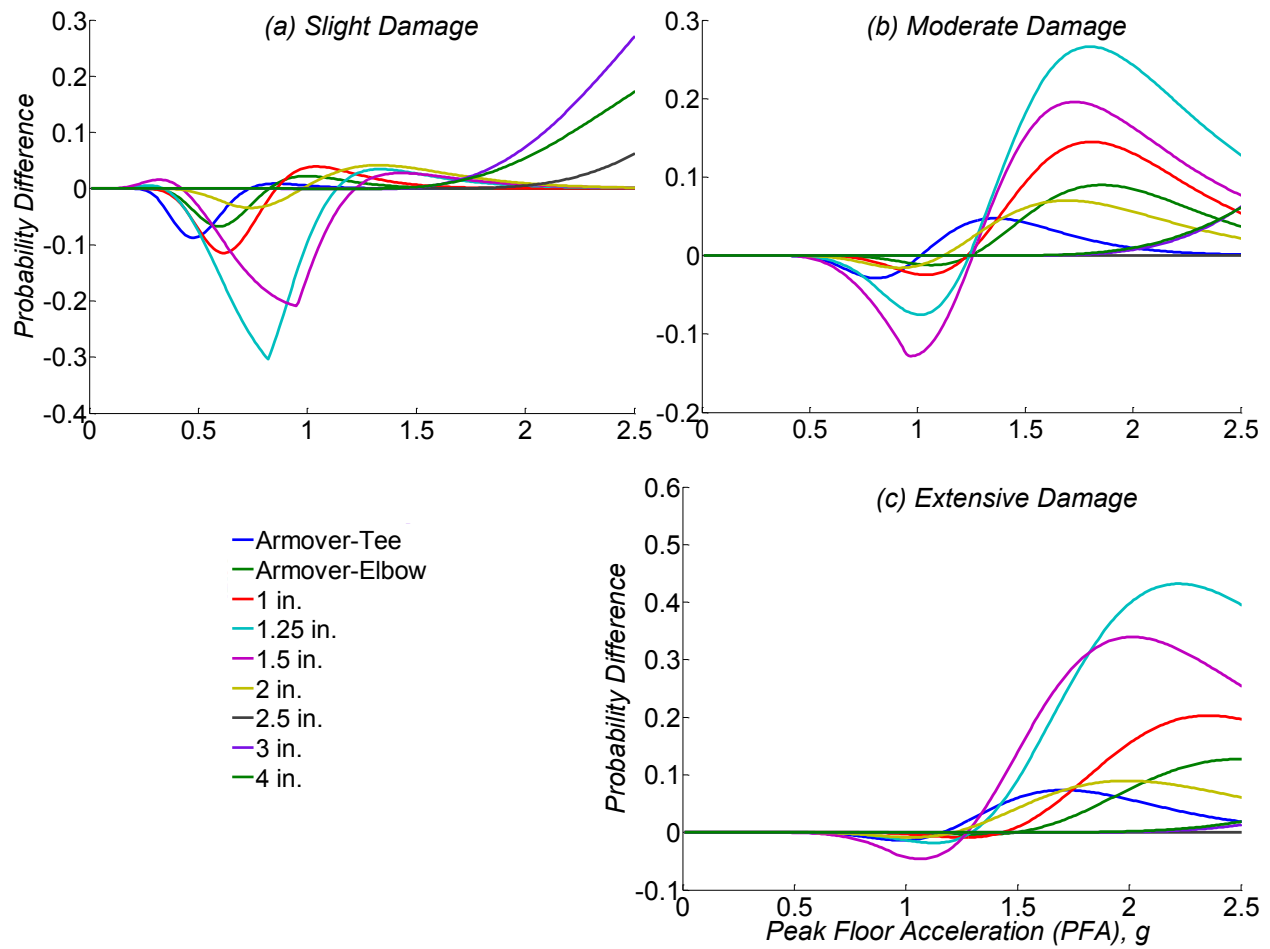 (a) Slight Damage
Probability Difference
0.3
0.2
0.1
0
-0.1
-0.2
-0.3
-0.4
0 0.5 1 1.5 2 2.5
(b) Moderate Damage
0.3
0.2
0.1
0
-0.1
-0.2
0 0.5 1 1.5 2 2.5
Armover-Tee
Armover-Elbow
1 in.
1.25 in.
1.5 in.
2 in.
2.5 in.
3 in.
4 in.
(c) Extensive Damage
Probability Difference
0.6
0.5
0.4
0.3
0.2
0.1
0
-0.1
0 0.5 1 1.5 2 2.5
Peak Floor Acceleration (PFA), g